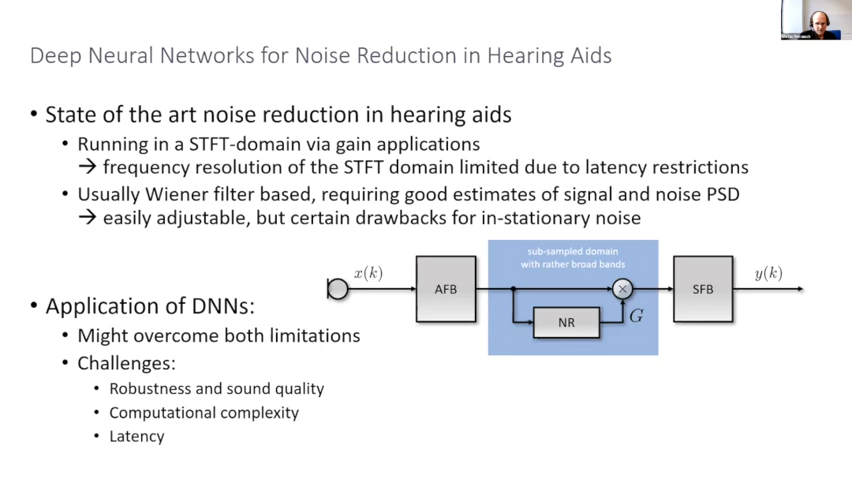 Deep Neural Networks for Noise Reduction in Hearing Aids
• State of the art noise reduction in hearing aids
• Running in a STFT-domain via gain applications
→ frequency resolution of the STFT domain limited due to latency restrictions
• Usually Wiener filter based, requiring good estimates of signal and noise PSD
→ easily adjustable, but certain drawbacks for in-stationary noise
sub-sampled domain
with rather broad bands
x(k)
AFB
×
SFB
y(k)
NR
G
• Application of DNNs:
• Might overcome both limitations
• Challenges:
• Robustness and sound quality
• Computational complexity
• Latency